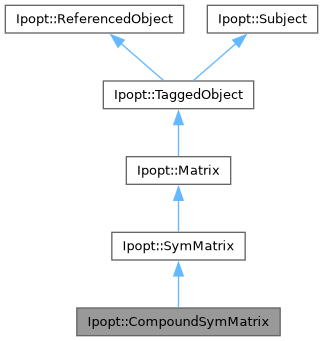 Ipopt::ReferencedObject
Ipopt::Subject
Ipopt::TaggedObject
Ipopt::Matrix
Ipopt::SymMatrix
Ipopt::CompoundSymMatrix